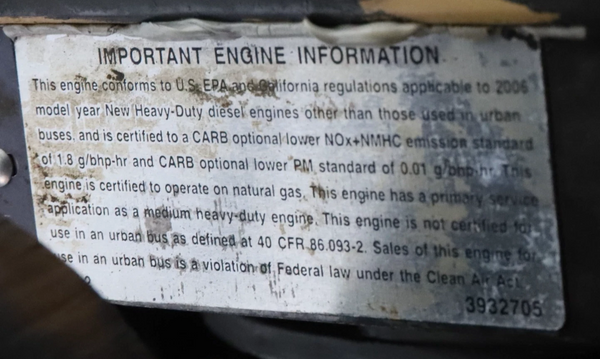 IMPORTANT ENGINE INFORMATION
This engine conforms to U.S. EPA and California regulations applicable to 2006
model year New Heavy-Duty diesel engines other than those used in urban
buses, and is certified to a CARB optional lower NOx+NMHC emission standard
of 1.8 g/bhp-hr and CARB optional lower PM standard of 0.01 g/bhp-hr. This
engine is certified to operate on natural gas. This engine has a primary service
application as a medium heavy-duty engine. This engine is not certified for
use in an urban bus as defined at 40 CFR 86.093-2. Sales of this engine for
use in an urban bus is a violation of Federal law under the Clean Air Act.
3932705